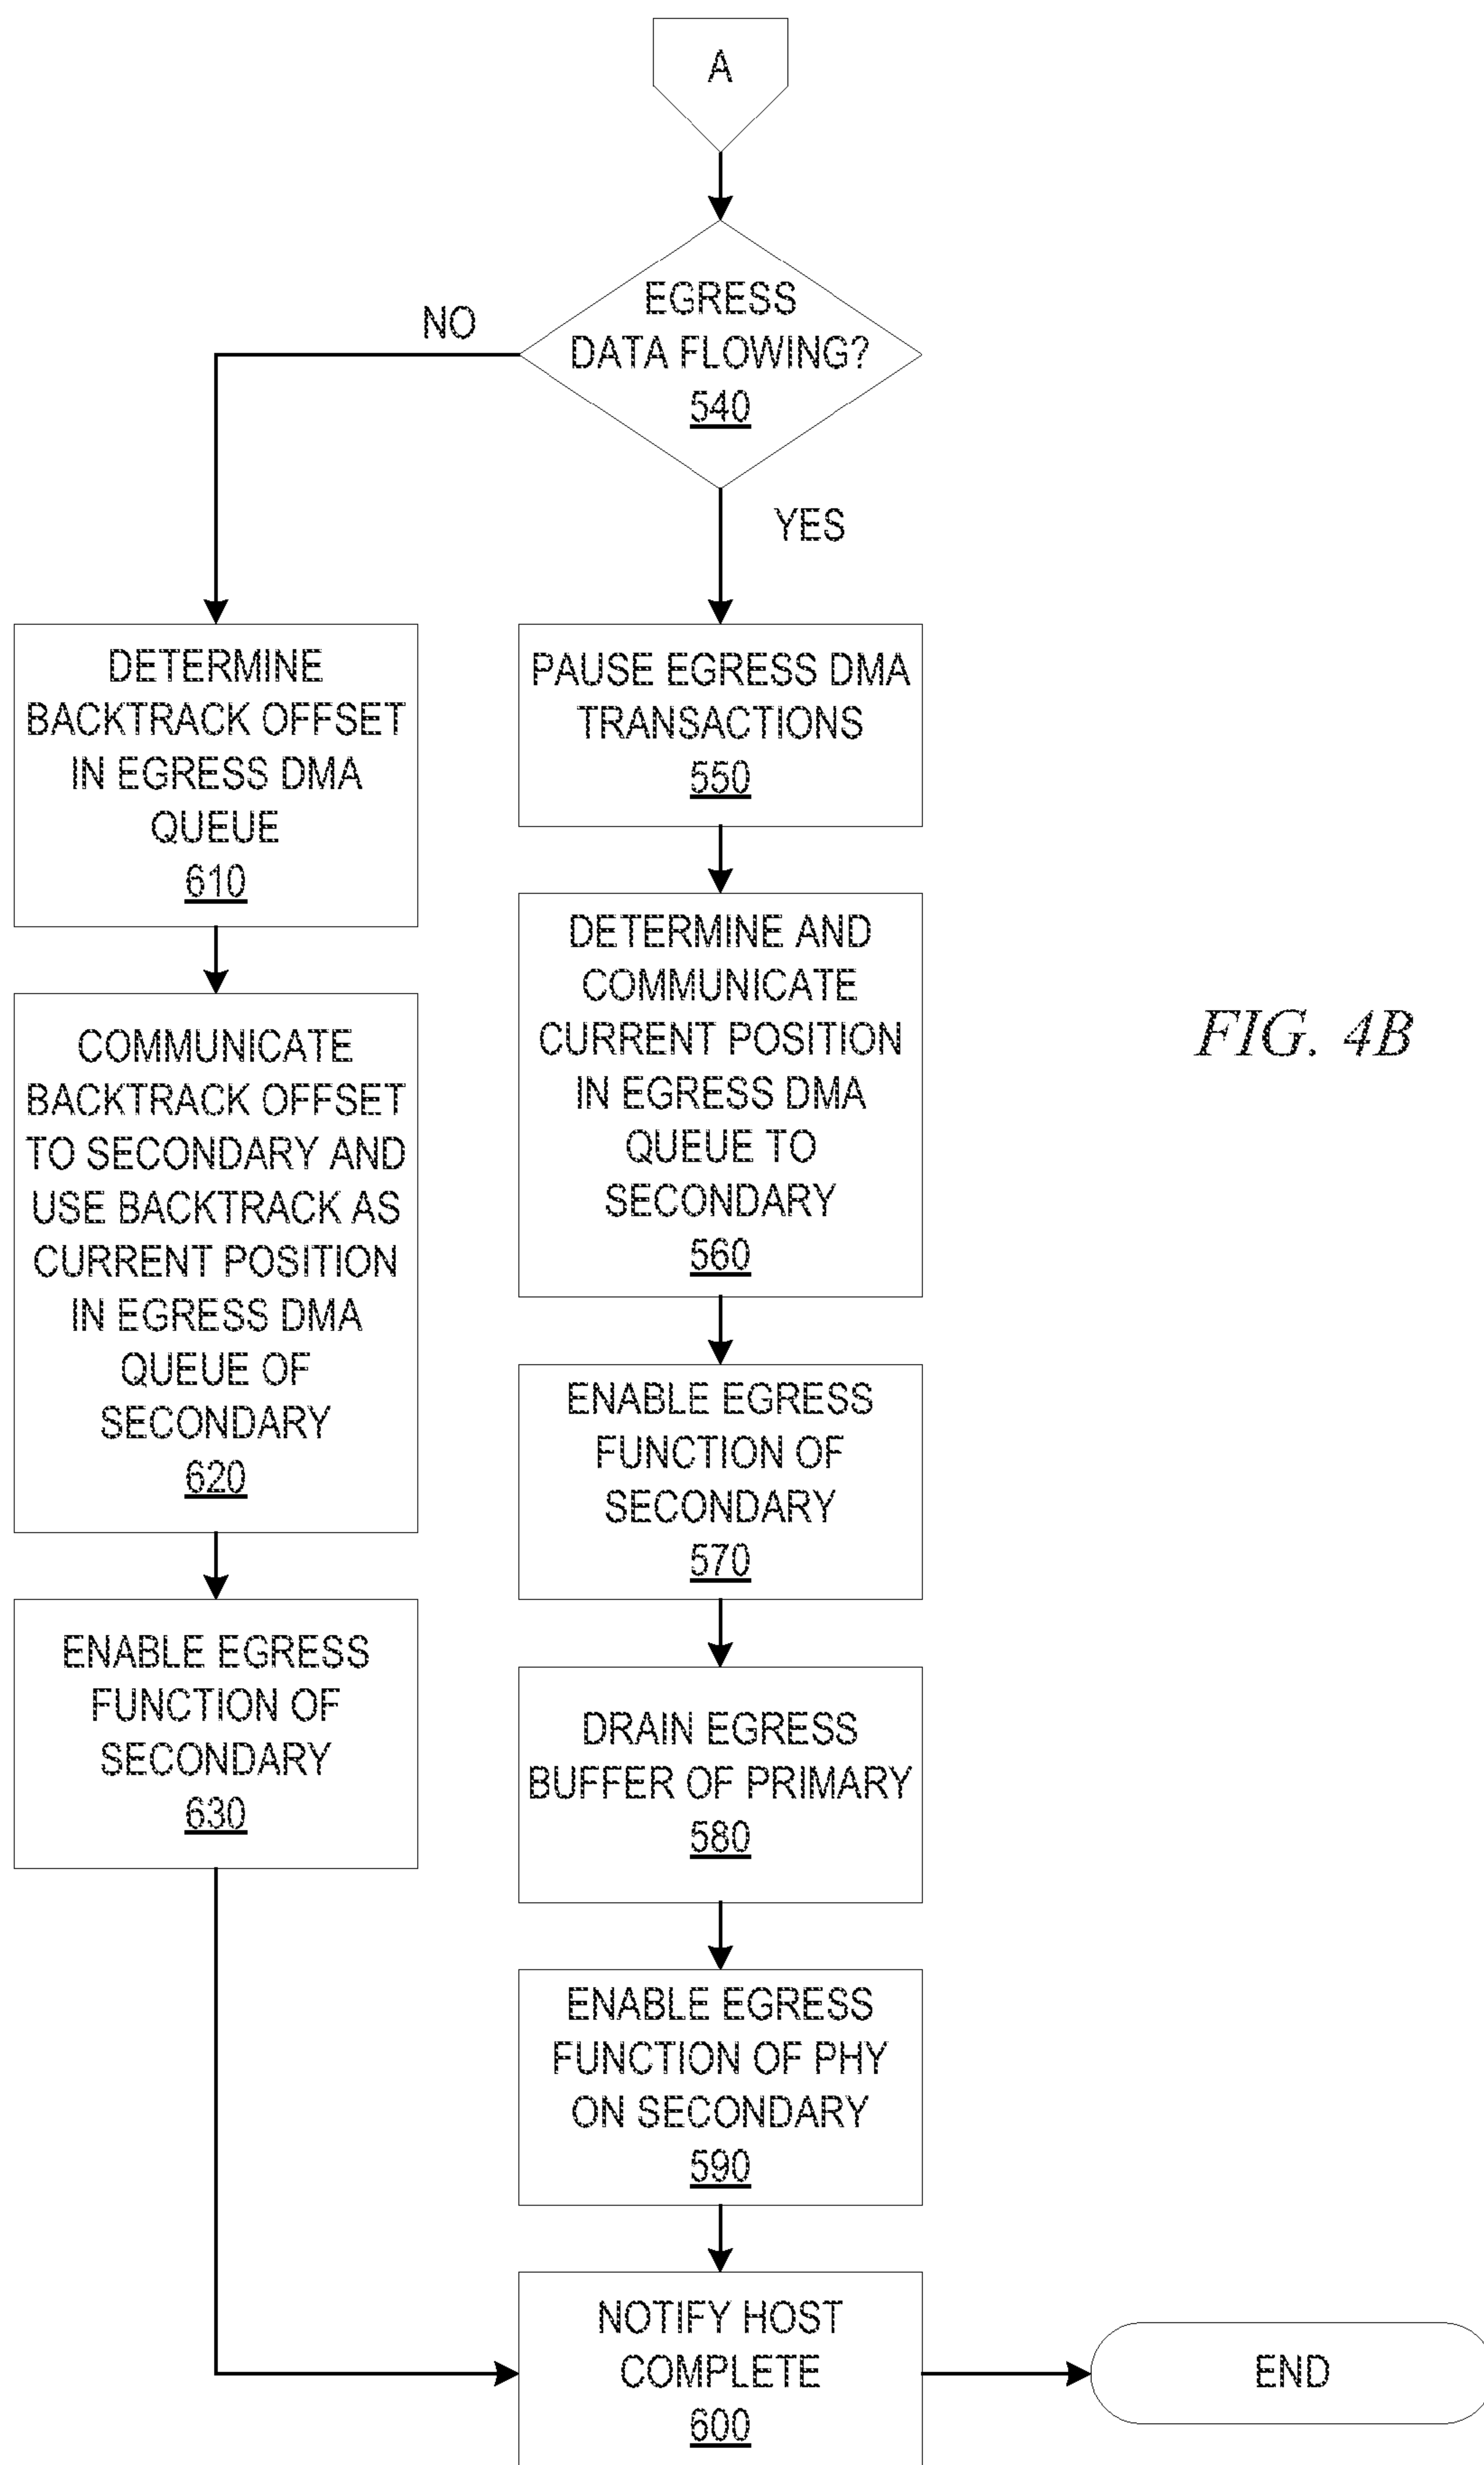 A
EGRESS
DATA FLOWING?
540
NO
YES
DETERMINE
BACKTRACK OFFSET
IN EGRESS DMA
QUEUE
610
COMMUNICATE
BACKTRACK OFFSET
TO SECONDARY AND
USE BACKTRACK AS
CURRENT POSITION
IN EGRESS DMA
QUEUE OF
SECONDARY
620
ENABLE EGRESS
FUNCTION OF
SECONDARY
630
PAUSE EGRESS DMA
TRANSACTIONS
550
DETERMINE AND
COMMUNICATE
CURRENT POSITION
IN EGRESS DMA
QUEUE TO
SECONDARY
560
ENABLE EGRESS
FUNCTION OF
SECONDARY
570
DRAIN EGRESS
BUFFER OF PRIMARY
580
ENABLE EGRESS
FUNCTION OF PHY
ON SECONDARY
590
NOTIFY HOST
COMPLETE
600
END
FIG. 4B